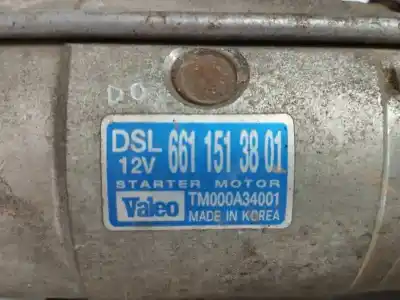 DO
DSL 661 151 38 01
12V
STARTER MOTOR
Valeo TM000A34001
MADE IN KOREA